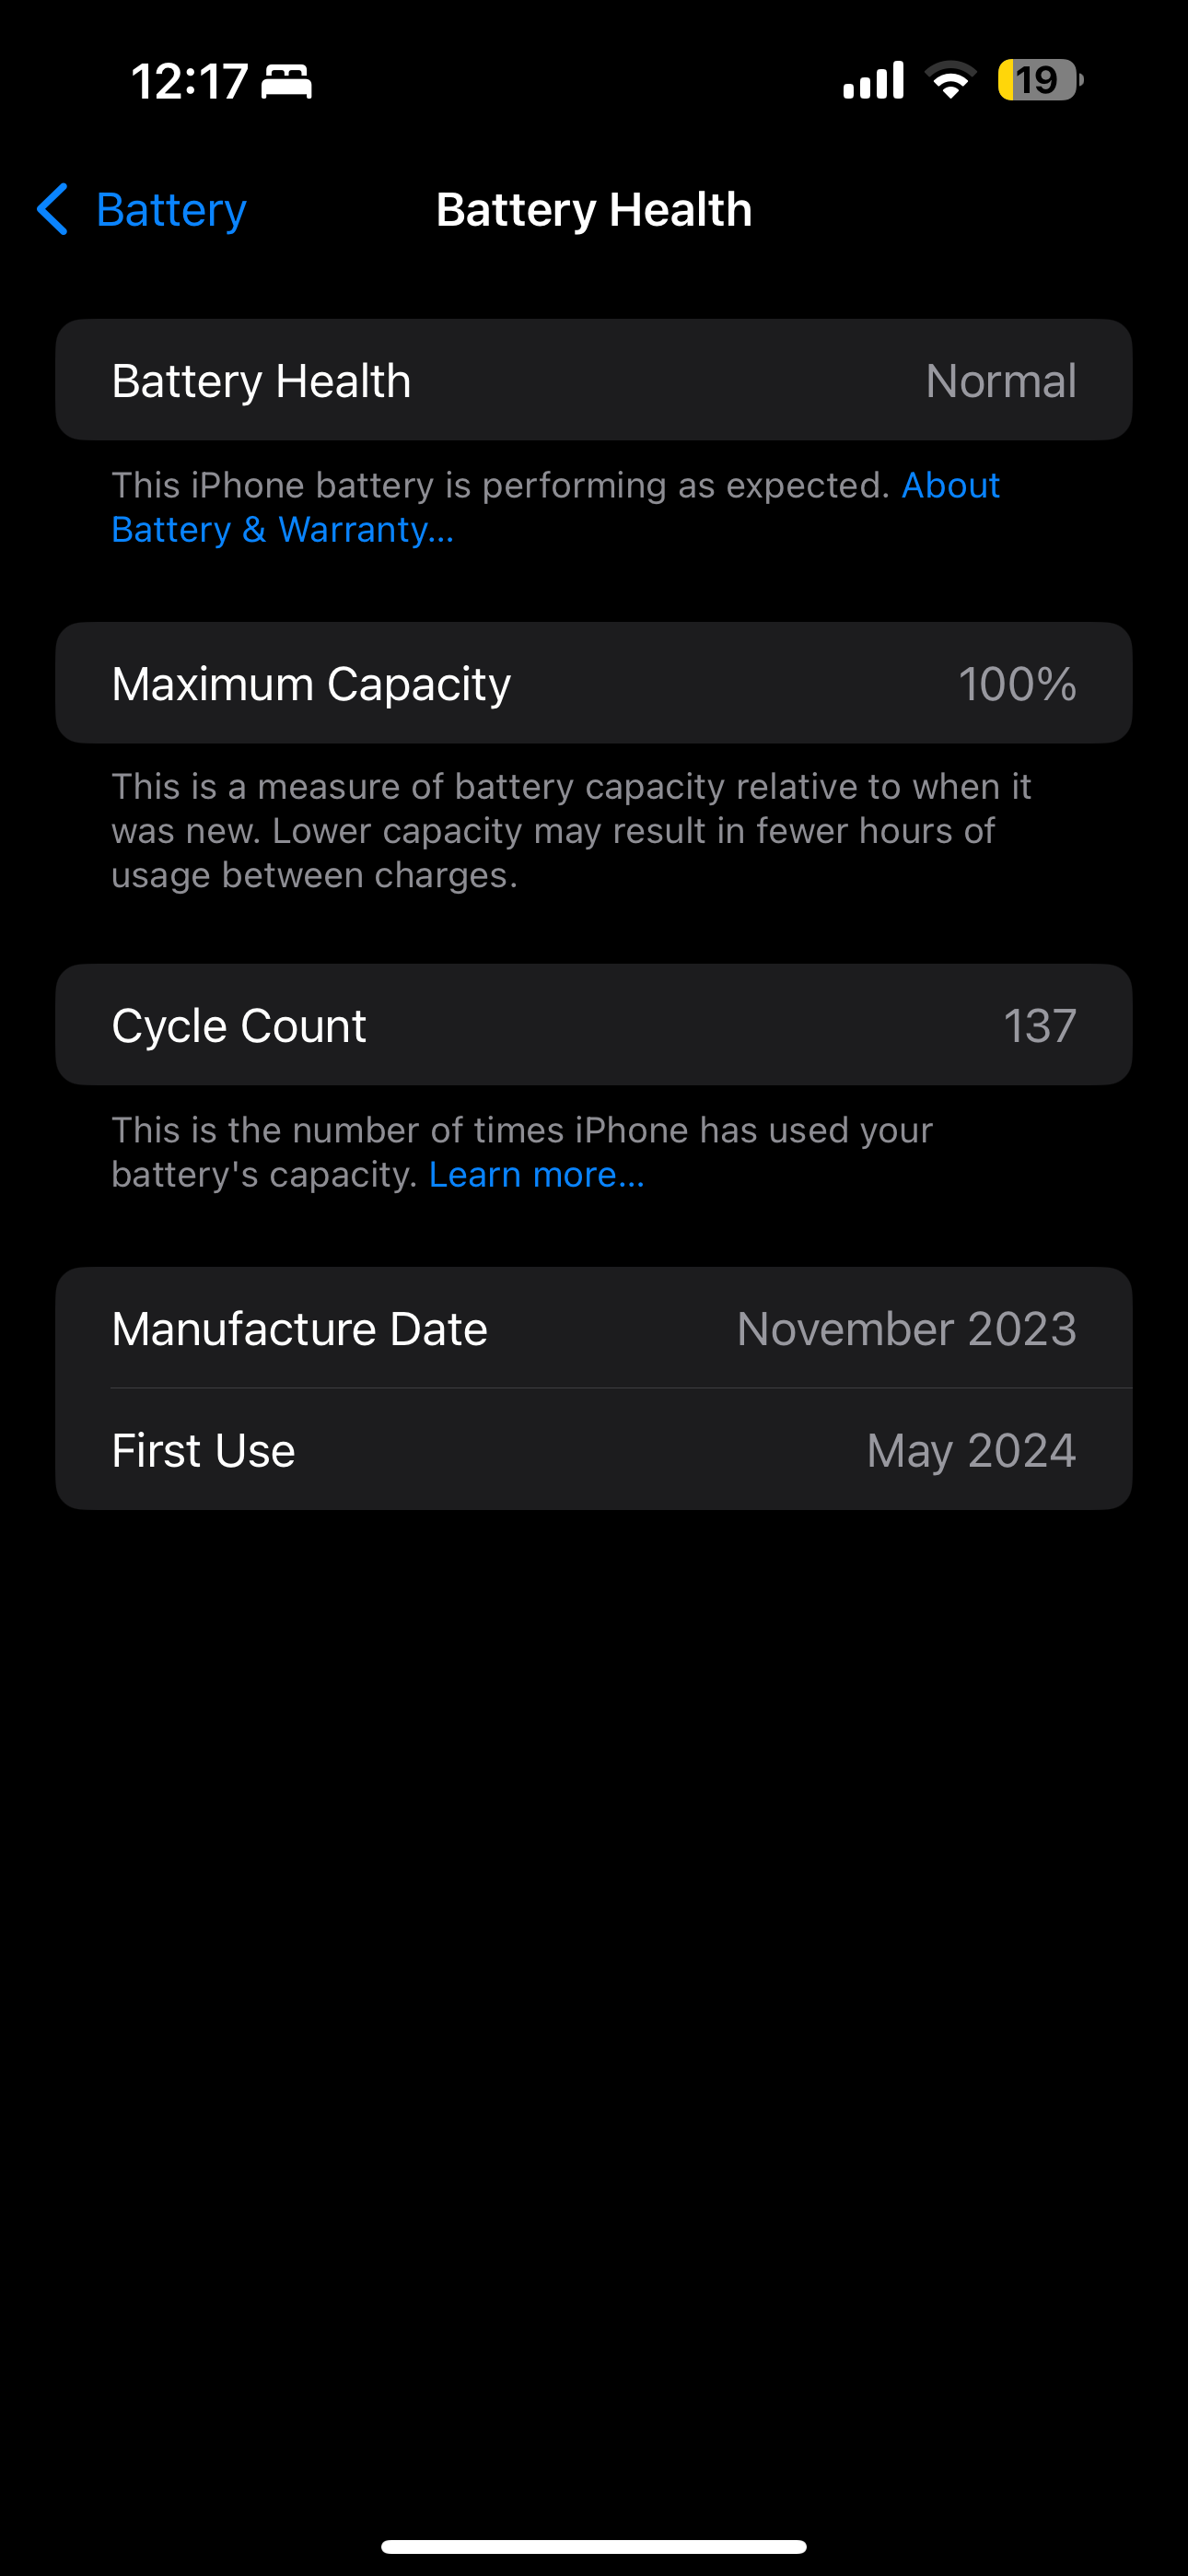 12:17
19
Battery
Battery Health
Battery Health Normal
This iPhone battery is performing as expected. About
Battery & Warranty...
Maximum Capacity 100%
This is a measure of battery capacity relative to when it
was new. Lower capacity may result in fewer hours of
usage between charges.
Cycle Count 137
This is the number of times iPhone has used your
battery's capacity. Learn more...
Manufacture Date November 2023
First Use May 2024